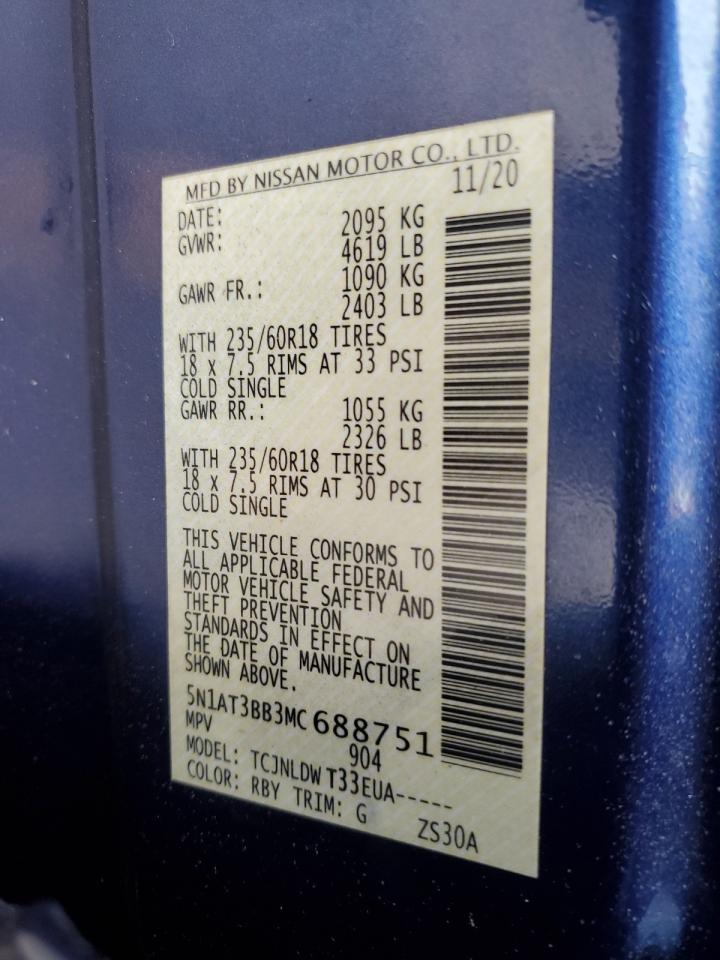 MFD BY NISSAN MOTOR CO., LTD.
DATE: 11/20
GVWR: 2095 KG
4619 LB
GAWR FR.: 1090 KG
2403 LB
WITH 235/60R18 TIRES
18 x 7.5 RIMS AT 33 PSI
COLD SINGLE
GAWR RR.: 1055 KG
2326 LB
WITH 235/60R18 TIRES
18 x 7.5 RIMS AT 30 PSI
COLD SINGLE
THIS VEHICLE CONFORMS TO
ALL APPLICABLE FEDERAL
MOTOR VEHICLE SAFETY AND
THEFT PREVENTION
STANDARDS IN EFFECT ON
THE DATE OF MANUFACTURE
SHOWN ABOVE.
5N1AT3BB3MC688751
MPV 904
MODEL: TCJNLDWT33EUA-----
COLOR: RBY TRIM: G ZS30A